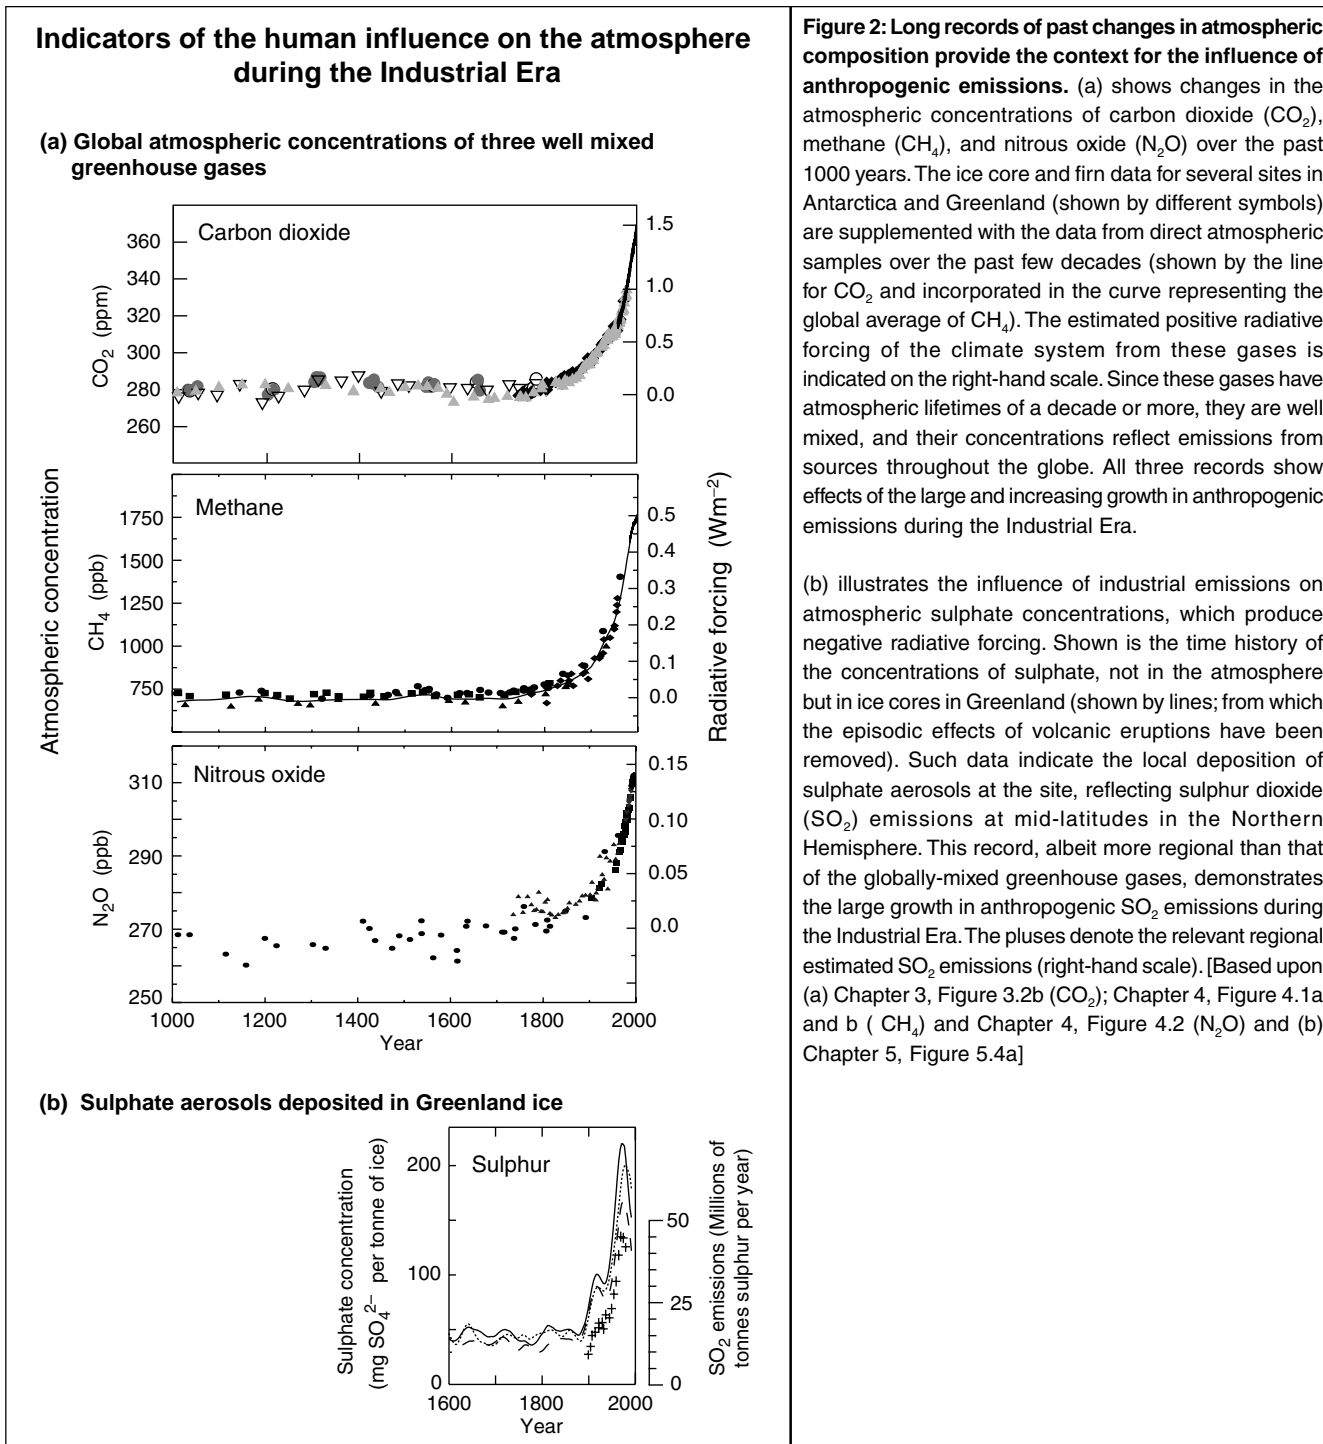 Indicators of the human influence on the atmosphere
during the Industrial Era
(a) Global atmospheric concentrations of three well mixed
greenhouse gases
Carbon dioxide
360
340
320
300
280
260
CO₂ (ppm)
1.5
1.0
0.5
0.0
Methane
1750
1500
1250
1000
750
CH₄ (ppb)
0.5
0.4
0.3
0.2
0.1
0.0
Atmospheric concentration
Radiative forcing (Wm⁻²)
Nitrous oxide
310
290
270
250
N₂O (ppb)
0.15
0.10
0.05
0.0
1000 1200 1400 1600 1800 2000
Year
(b) Sulphate aerosols deposited in Greenland ice
Sulphur
200
100
0
Sulphate concentration
(mg SO₄²⁻ per tonne of ice)
50
25
0
SO₂ emissions (Millions of
tonnes sulphur per year)
1600 1800 2000
Year
Figure 2: Long records of past changes in atmospheric
composition provide the context for the influence of
anthropogenic emissions. (a) shows changes in the
atmospheric concentrations of carbon dioxide (CO₂),
methane (CH₄), and nitrous oxide (N₂O) over the past
1000 years. The ice core and firn data for several sites in
Antarctica and Greenland (shown by different symbols)
are supplemented with the data from direct atmospheric
samples over the past few decades (shown by the line
for CO₂ and incorporated in the curve representing the
global average of CH₄). The estimated positive radiative
forcing of the climate system from these gases is
indicated on the right-hand scale. Since these gases have
atmospheric lifetimes of a decade or more, they are well
mixed, and their concentrations reflect emissions from
sources throughout the globe. All three records show
effects of the large and increasing growth in anthropogenic
emissions during the Industrial Era.
(b) illustrates the influence of industrial emissions on
atmospheric sulphate concentrations, which produce
negative radiative forcing. Shown is the time history of
the concentrations of sulphate, not in the atmosphere
but in ice cores in Greenland (shown by lines; from which
the episodic effects of volcanic eruptions have been
removed). Such data indicate the local deposition of
sulphate aerosols at the site, reflecting sulphur dioxide
(SO₂) emissions at mid-latitudes in the Northern
Hemisphere. This record, albeit more regional than that
of the globally-mixed greenhouse gases, demonstrates
the large growth in anthropogenic SO₂ emissions during
the Industrial Era. The pluses denote the relevant regional
estimated SO₂ emissions (right-hand scale). [Based upon
(a) Chapter 3, Figure 3.2b (CO₂); Chapter 4, Figure 4.1a
and b ( CH₄) and Chapter 4, Figure 4.2 (N₂O) and (b)
Chapter 5, Figure 5.4a]